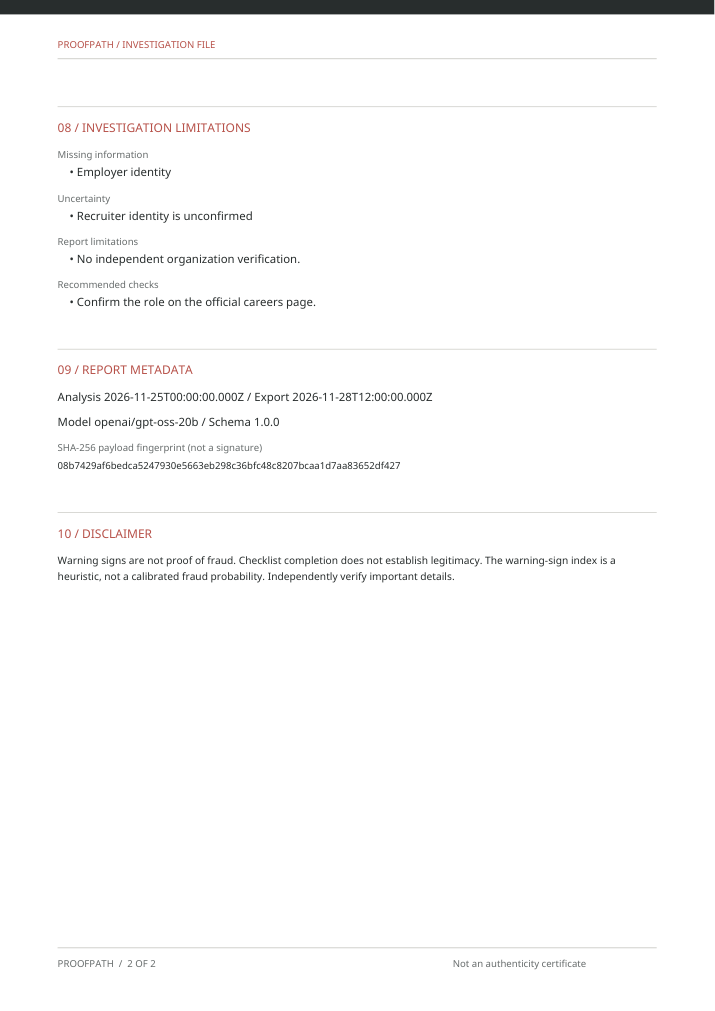 PROOFPATH / INVESTIGATION FILE
08 / INVESTIGATION LIMITATIONS
Missing information
• Employer identity
Uncertainty
• Recruiter identity is unconfirmed
Report limitations
• No independent organization verification.
Recommended checks
• Confirm the role on the official careers page.
09 / REPORT METADATA
Analysis 2026-11-25T00:00:00.000Z / Export 2026-11-28T12:00:00.000Z
Model openai/gpt-oss-20b / Schema 1.0.0
SHA-256 payload fingerprint (not a signature)
08b7429af6bedca5247930e5663eb298c36bfc48c8207bcaa1d7aa83652df427
10 / DISCLAIMER
Warning signs are not proof of fraud. Checklist completion does not establish legitimacy. The warning-sign index is a
heuristic, not a calibrated fraud probability. Independently verify important details.
PROOFPATH / 2 OF 2
Not an authenticity certificate